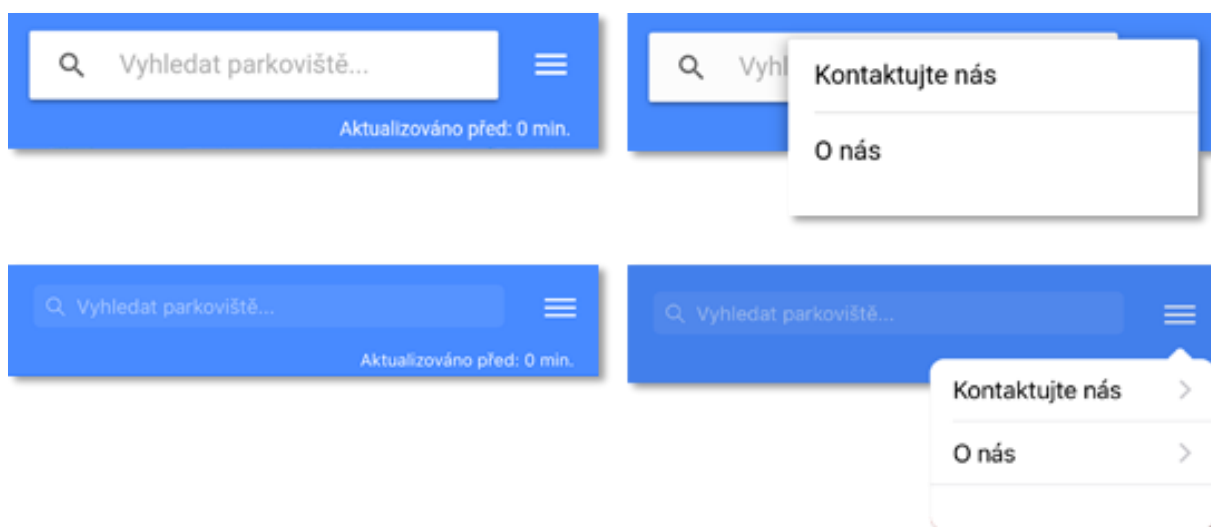 Vyhledat parkoviště...
Aktualizováno před: 0 min.
Vyhl
Kontaktujte nás
O nás
Vyhledat parkoviště...
Aktualizováno před: 0 min.
Vyhledat parkoviště...
Kontaktujte nás
O nás